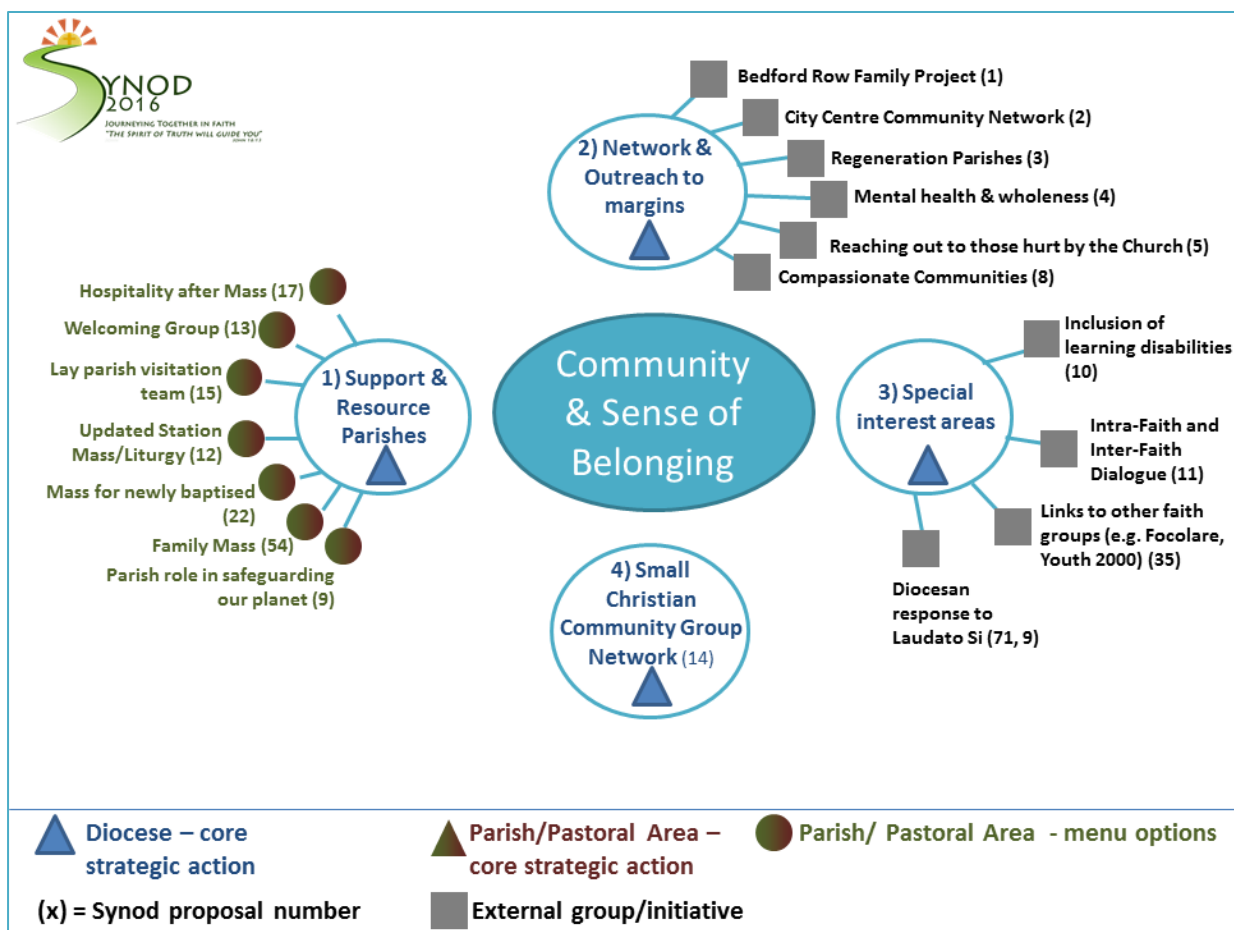 SYNOD
2016
JOURNEYING TOGETHER IN FAITH
"THE SPIRIT OF TRUTH WILL GUIDE YOU"
2) Network &
Outreach to
margins
Bedford Row Family Project (1)
City Centre Community Network (2)
Regeneration Parishes (3)
Mental health & wholeness (4)
Reaching out to those hurt by the Church (5)
Compassionate Communities (8)
Hospitality after Mass (17)
Welcoming Group (13)
Lay parish visitation
team (15)
Updated Station
Mass/Liturgy (12)
Mass for newly baptised
(22)
Family Mass (54)
Parish role in safeguarding
our planet (9)
1) Support &
Resource
Parishes
Community
& Sense of
Belonging
3) Special
interest areas
Inclusion of
learning disabilities
(10)
Intra-Faith and
Inter-Faith
Dialogue (11)
Links to other faith
groups (e.g. Focolare,
Youth 2000) (35)
Diocesan
response to
Laudato Si (71, 9)
4) Small
Christian
Community Group
Network (14)
Diocese – core
strategic action
Parish/Pastoral Area –
core strategic action
Parish/ Pastoral Area - menu options
(x) = Synod proposal number
External group/initiative